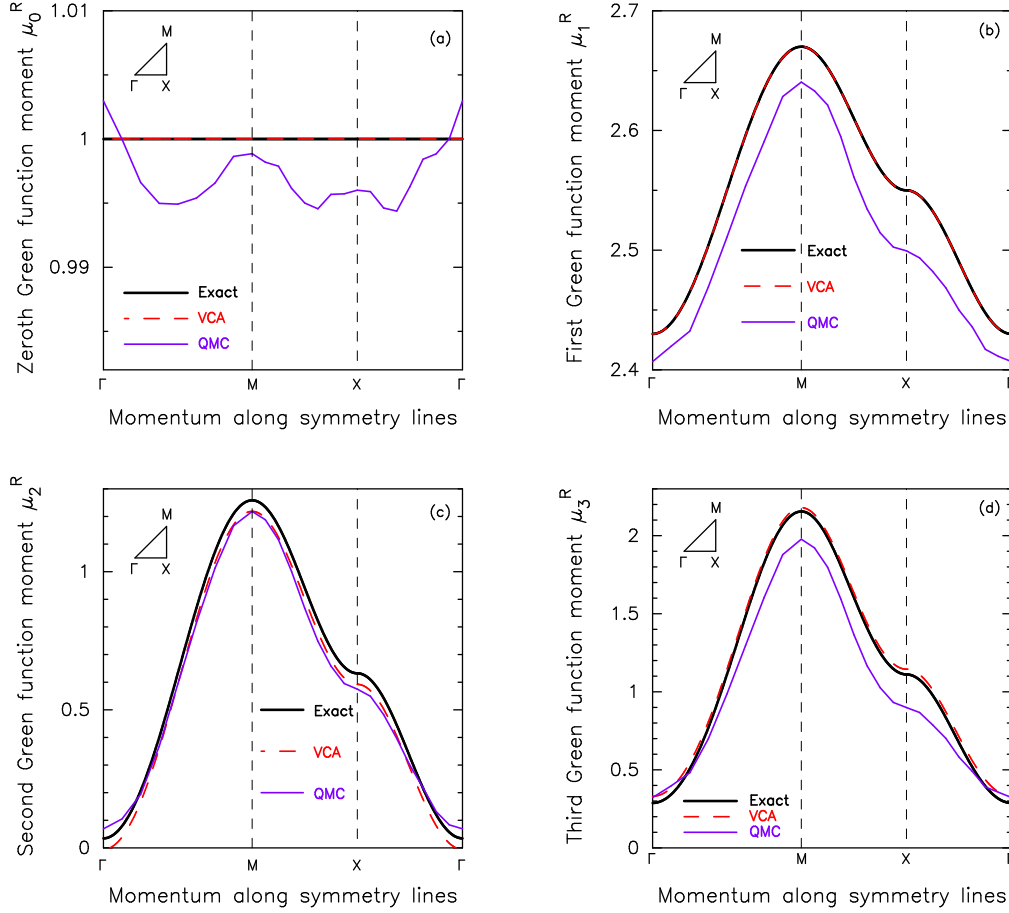 Zeroth Green function moment μ₀ᴿ
1.01
1
0.99
(a)
M
Γ X
Exact
VCA
QMC
Γ M X Γ
Momentum along symmetry lines
First Green function moment μ₁ᴿ
2.7
2.6
2.5
2.4
(b)
M
Γ X
Exact
VCA
QMC
Γ M X Γ
Momentum along symmetry lines
Second Green function moment μ₂ᴿ
1
0.5
0
(c)
M
Γ X
Exact
VCA
QMC
Γ M X Γ
Momentum along symmetry lines
Third Green function moment μ₃ᴿ
2
1.5
1
0.5
0
(d)
M
Γ X
Exact
VCA
QMC
Γ M X Γ
Momentum along symmetry lines